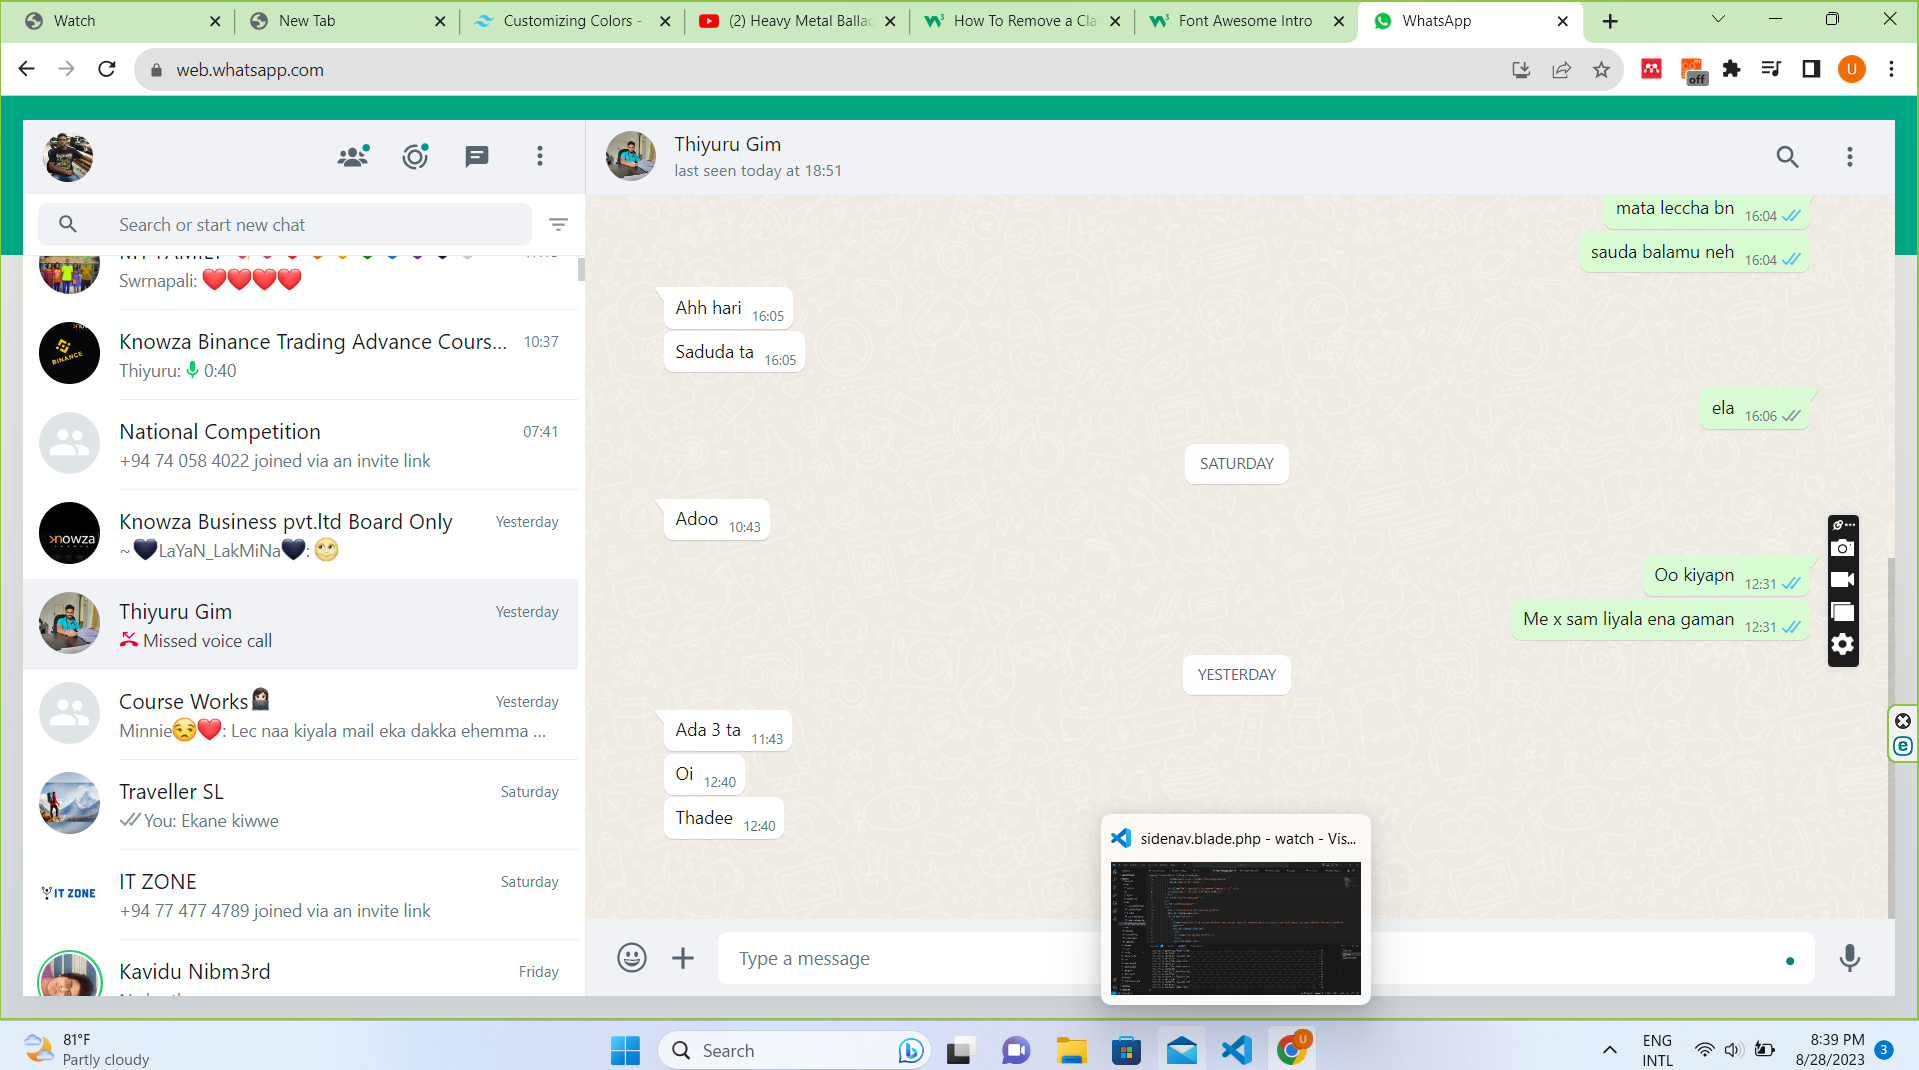 Watch
New Tab
Customizing Colors -
(2) Heavy Metal Ballac
How To Remove a Cla
Font Awesome Intro
WhatsApp
web.whatsapp.com
off
U
Thiyuru Gim
last seen today at 18:51
Search or start new chat
Swrnapali: ❤️❤️❤️❤️
Knowza Binance Trading Advance Cours... 10:37
Thiyuru: 0:40
BINANCE
National Competition 07:41
+94 74 058 4022 joined via an invite link
Knowza Business pvt.ltd Board Only Yesterday
~🖤LaYaN_LakMiNa🖤: 🌝
knowza
Thiyuru Gim Yesterday
Missed voice call
Course Works Yesterday
Minnie😒❤️: Lec naa kiyala mail eka dakka ehemma ...
Traveller SL Saturday
You: Ekane kiwwe
IT ZONE
IT ZONE Saturday
+94 77 477 4789 joined via an invite link
Kavidu Nibm3rd Friday
mata leccha bn 16:04
sauda balamu neh 16:04
Ahh hari 16:05
Saduda ta 16:05
ela 16:06
SATURDAY
Adoo 10:43
Oo kiyapn 12:31
Me x sam liyala ena gaman 12:31
YESTERDAY
Ada 3 ta 11:43
Oi 12:40
Thadee 12:40
sidenav.blade.php - watch - Vis...
Type a message
81°F
Partly cloudy
Search
U
ENG
INTL
8:39 PM
8/28/2023
3